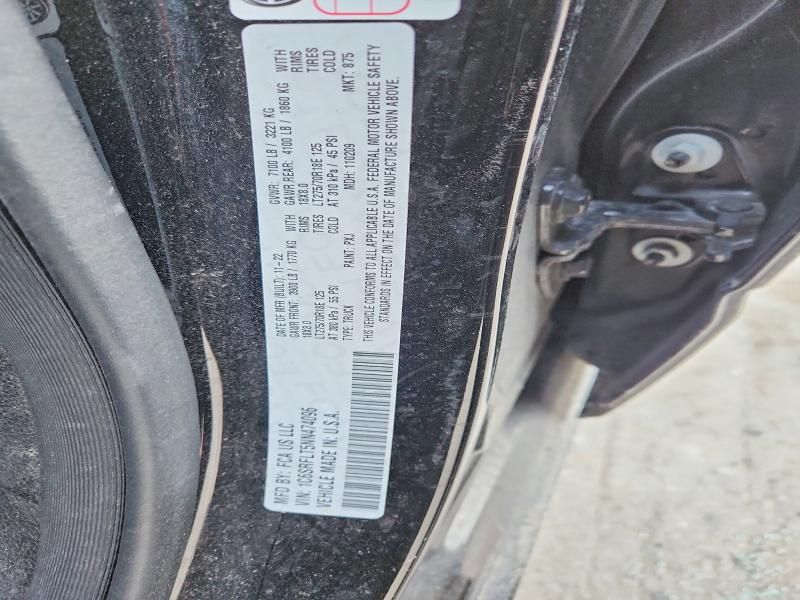 MFD BY: FCA US LLC
DATE OF MFR (BUILT): 11-22
GVWR: 7100 LB / 3221 KG
GAWR FRONT: 3900 LB / 1770 KG WITH
GAWR REAR: 4100 LB / 1860 KG WITH
18X8.0 RIMS
18X8.0 RIMS
LT275/70R18E 125 TIRES
LT275/70R18E 125 TIRES
AT 380 kPa / 55 PSI COLD
AT 310 kPa / 45 PSI COLD
VIN: 1C6SRFLT5NN474096
TYPE: TRUCK PAINT: PXJ MDH: 110209 MKT: 875
VEHICLE MADE IN: U.S.A.
THIS VEHICLE CONFORMS TO ALL APPLICABLE U.S.A. FEDERAL MOTOR VEHICLE SAFETY
STANDARDS IN EFFECT ON THE DATE OF MANUFACTURE SHOWN ABOVE.